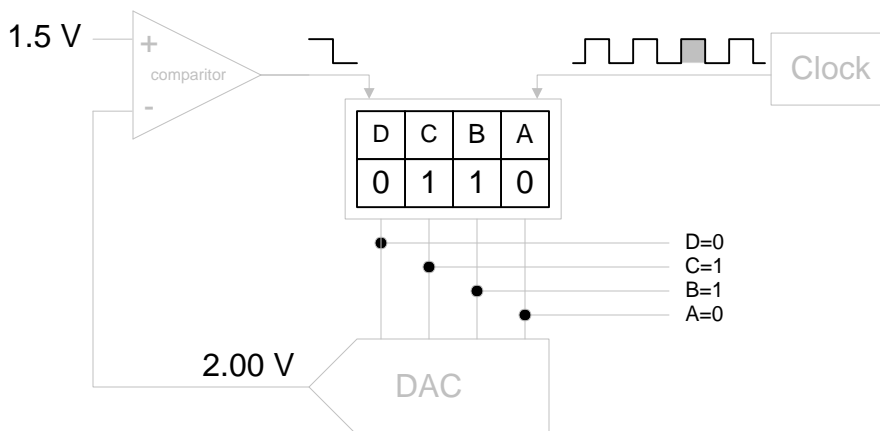 1.5 V
+
comparitor
-
Clock
D C B A
0 1 1 0
D=0
C=1
B=1
A=0
2.00 V
DAC